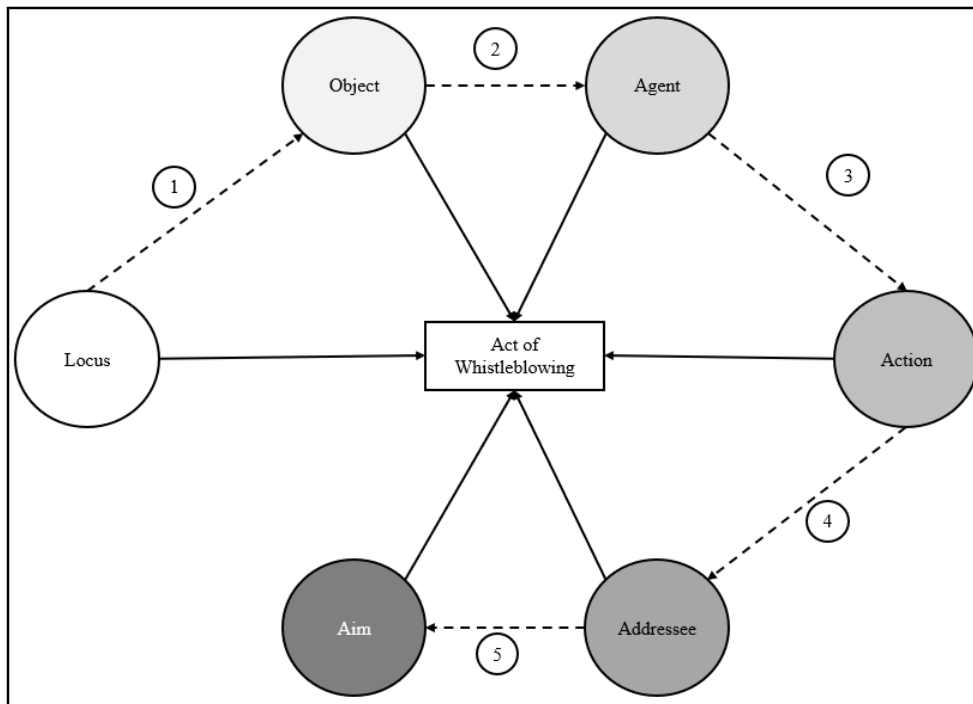 2
Object
Agent
1
3
Locus
Act of
Whistleblowing
Action
4
Aim
Addressee
5